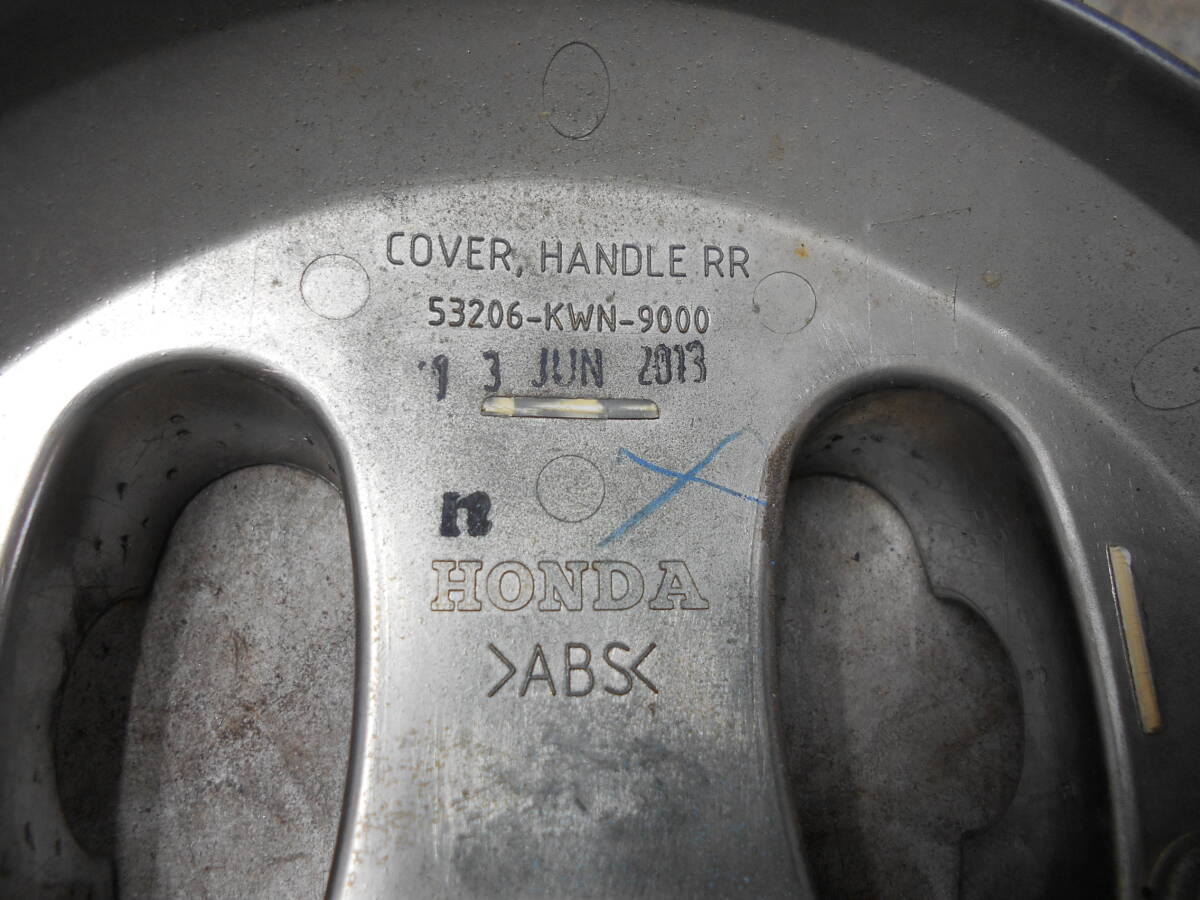 COVER, HANDLE RR
53206-KWN-9000
13 JUN 2013
n
HONDA
>ABS<